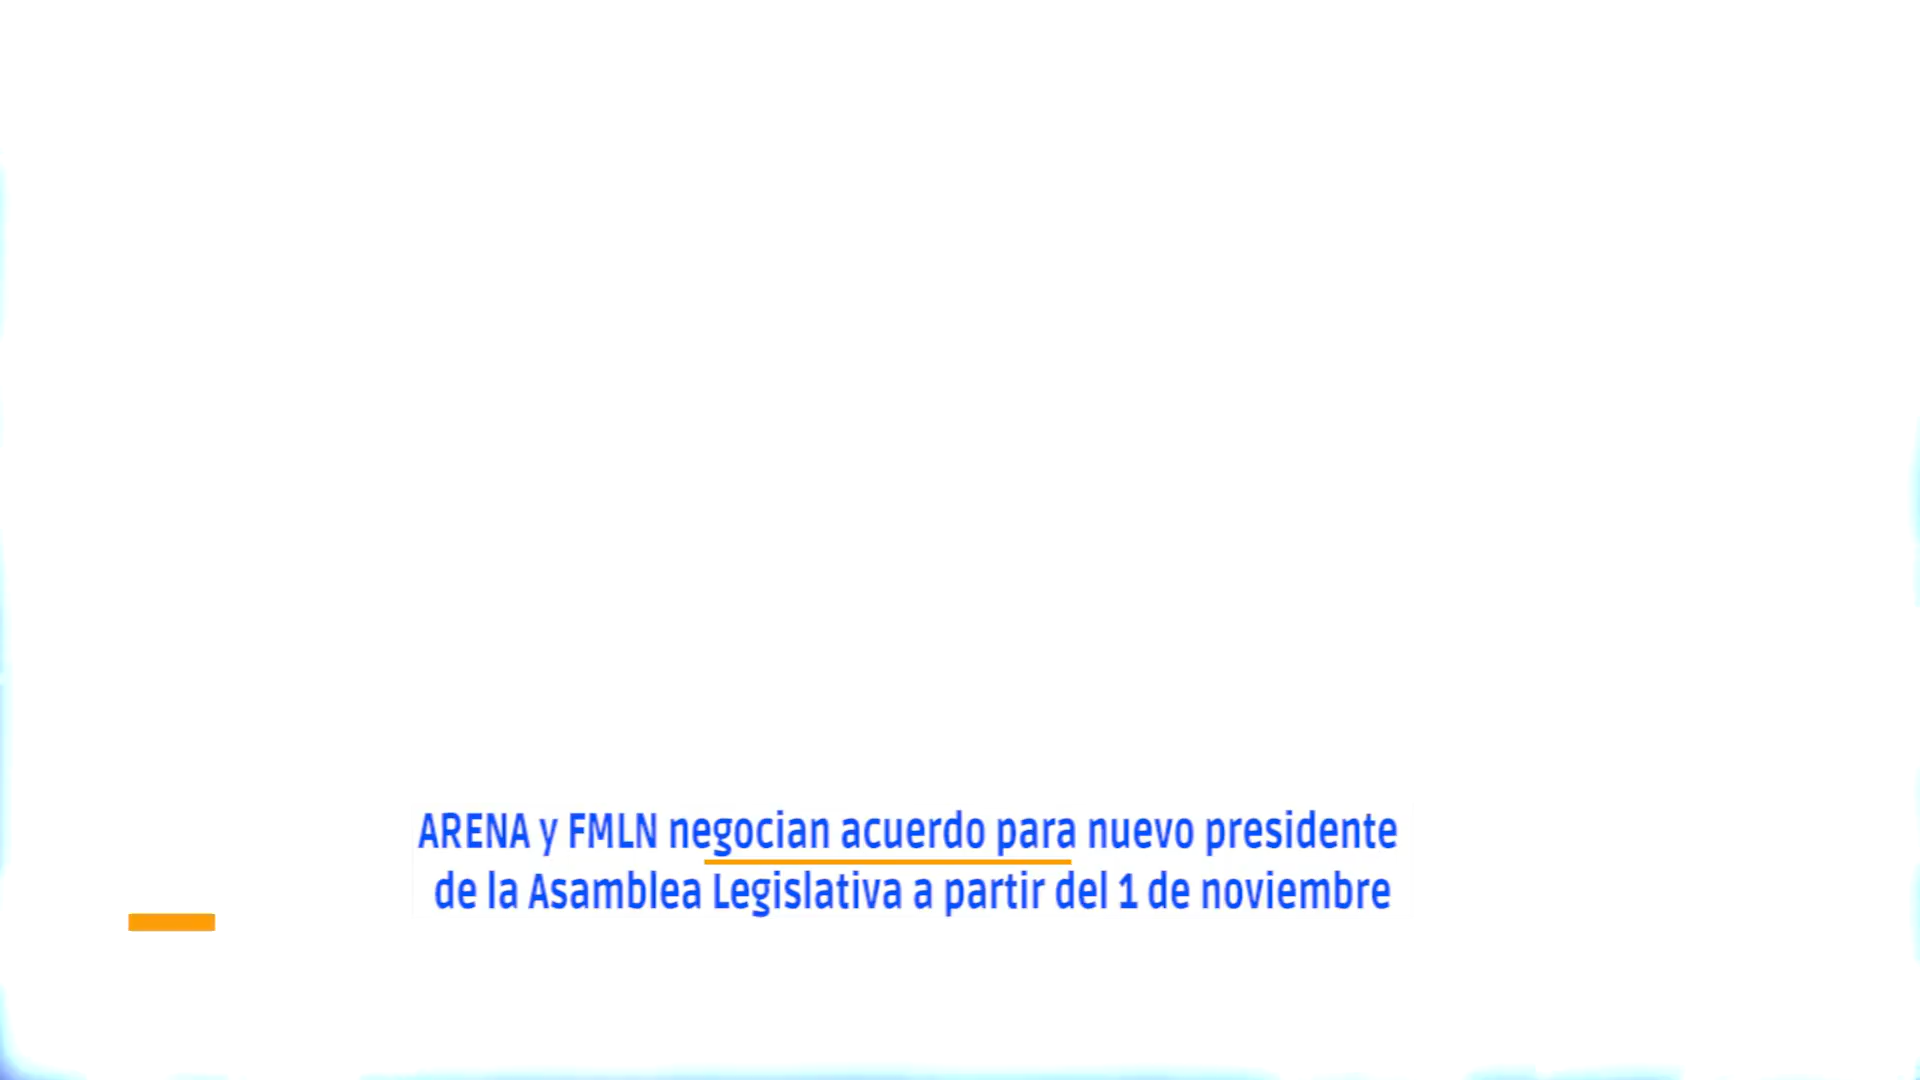 ARENA y FMLN negocian acuerdo para nuevo presidente
de la Asamblea Legislativa a partir del 1 de noviembre